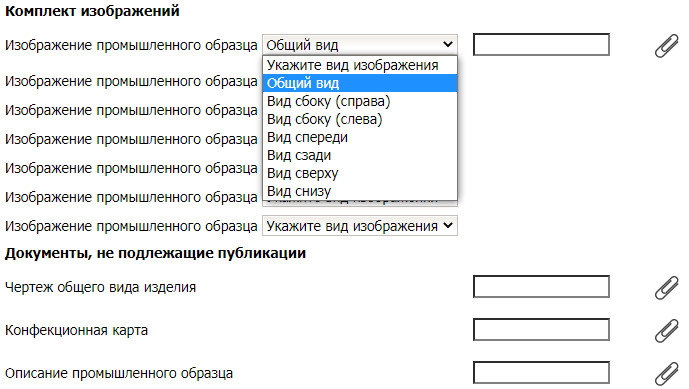 Комплект изображений
Изображение промышленного образца Общий вид
Укажите вид изображения
Изображение промышленного образца Общий вид
Вид сбоку (справа)
Изображение промышленного образца Вид сбоку (слева)
Изображение промышленного образца Вид спереди
Вид сзади
Изображение промышленного образца Вид сверху
Изображение промышленного образца Вид снизу
Изображение промышленного образца Укажите вид изображения
Документы, не подлежащие публикации
Чертеж общего вида изделия
Конфекционная карта
Описание промышленного образца